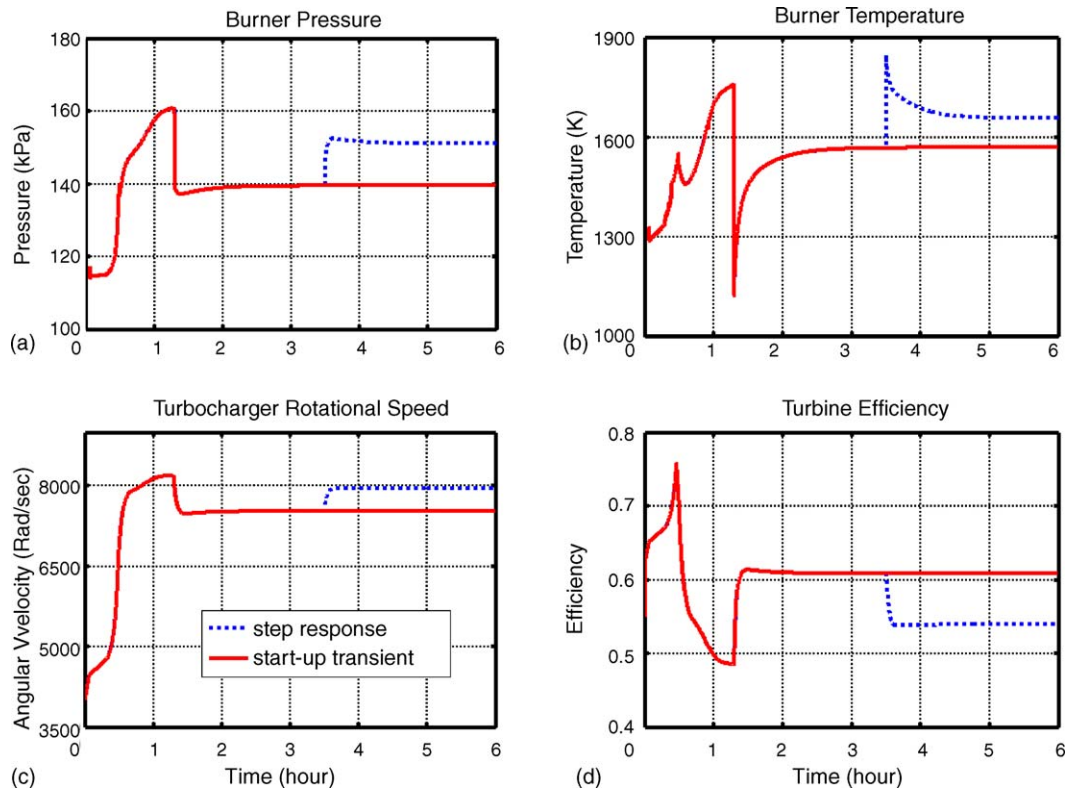 Burner Pressure
180
160
140
120
100
Pressure (kPa)
0 1 2 3 4 5 6
(a)
Burner Temperature
1900
1600
1300
1000
Temperature (K)
0 1 2 3 4 5 6
(b)
Turbocharger Rotational Speed
8000
6500
5000
3500
Angular Vvelocity (Rad/sec)
step response
start-up transient
0 1 2 3 4 5 6
(c)
Time (hour)
Turbine Efficiency
0.8
0.7
0.6
0.5
0.4
Efficiency
0 1 2 3 4 5 6
(d)
Time (hour)